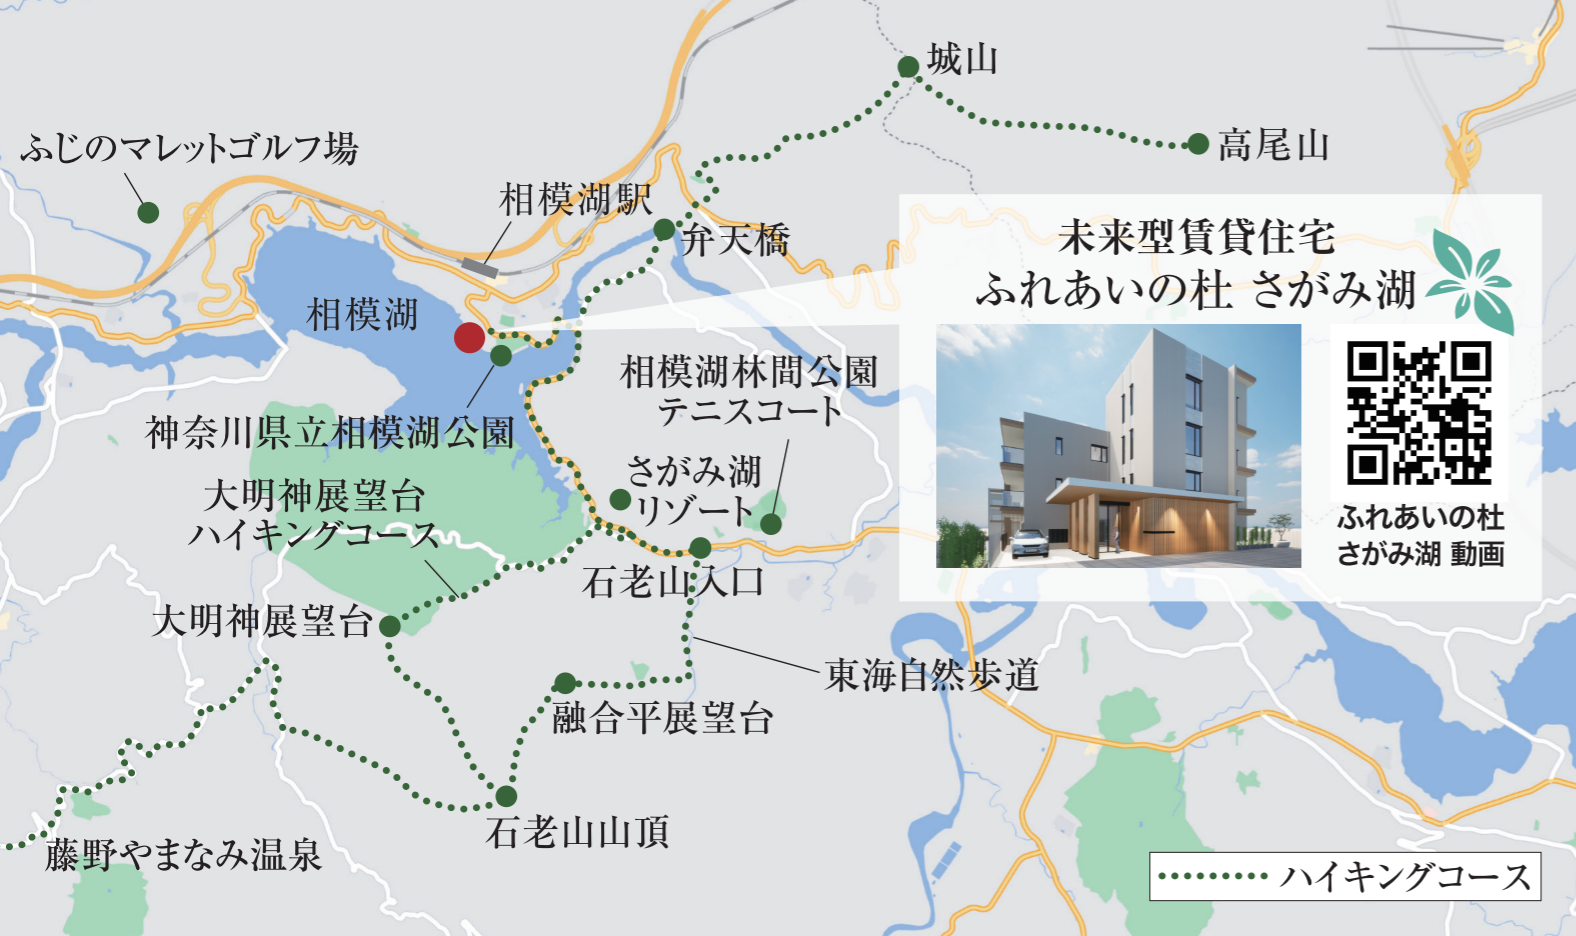 城山
高尾山
ふじのマレットゴルフ場
相模湖駅
弁天橋
未来型賃貸住宅
ふれあいの杜 さがみ湖
相模湖
相模湖林間公園
テニスコート
神奈川県立相模湖公園
さがみ湖
リゾート
大明神展望台
ハイキングコース
ふれあいの杜
さがみ湖 動画
石老山入口
大明神展望台
東海自然歩道
融合平展望台
石老山山頂
藤野やまなみ温泉
ハイキングコース